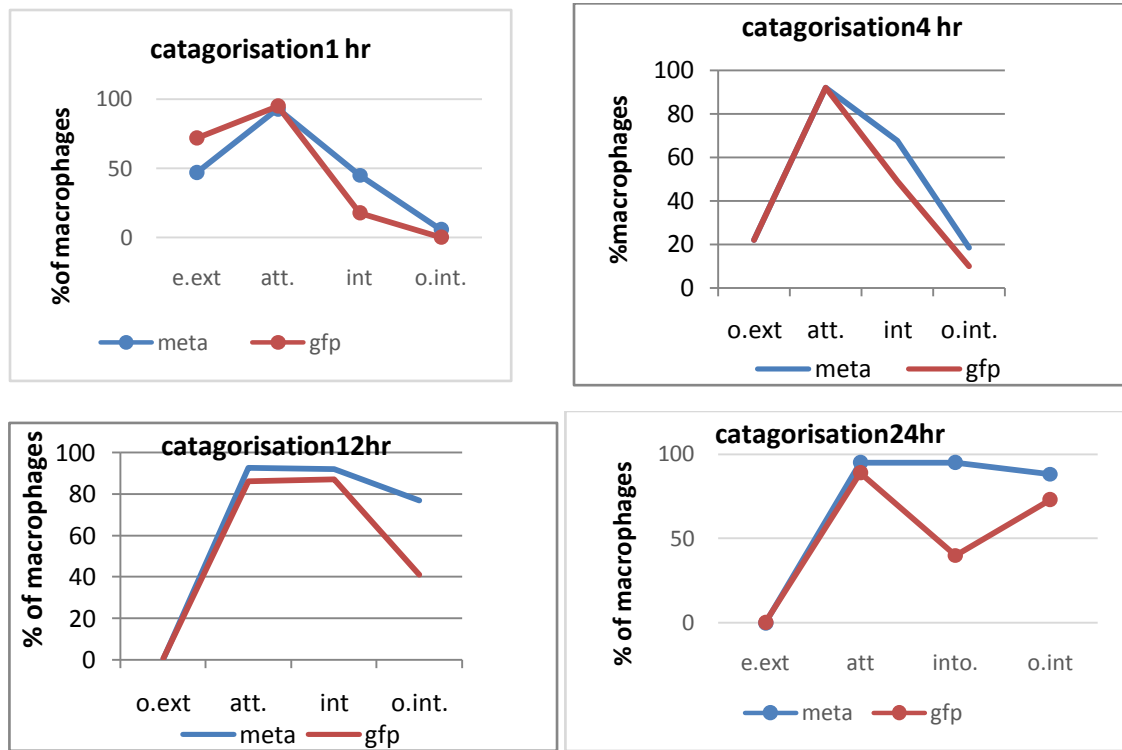 catagorisation1 hr
%of macrophages
100
50
0
e.ext att. int o.int.
meta gfp
catagorisation4 hr
%macrophages
100
80
60
40
20
0
o.ext att. int o.int.
meta gfp
catagorisation12hr
% of macrophages
100
80
60
40
20
0
o.ext att. int o.int.
meta gfp
catagorisation24hr
% of macrophages
100
50
0
e.ext att into. o.int
meta gfp